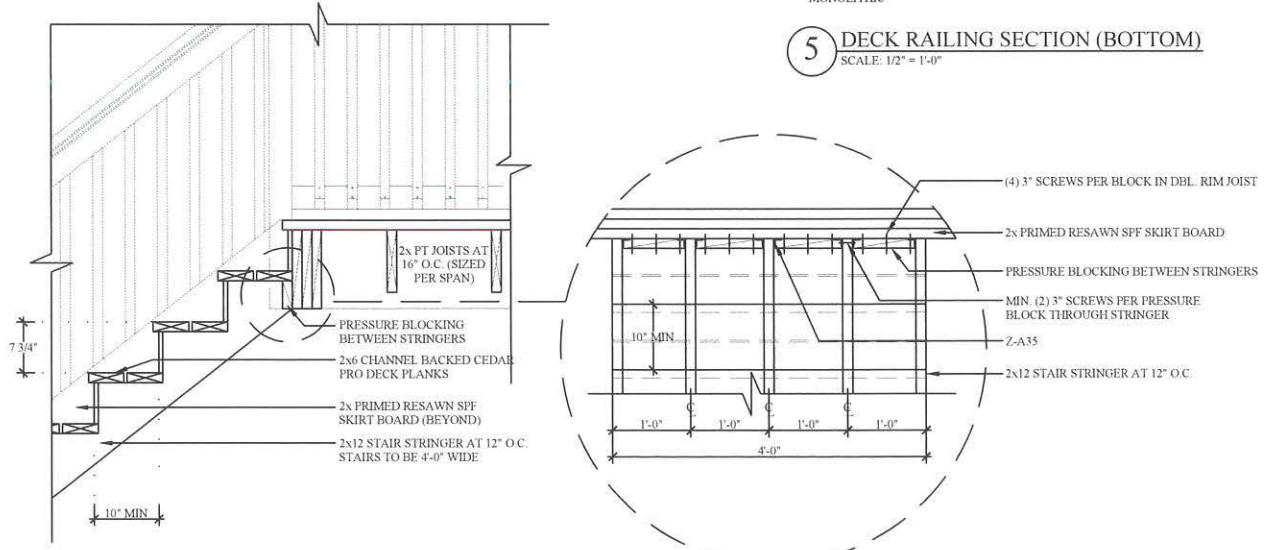 MONOLITHIC
5 DECK RAILING SECTION (BOTTOM)
SCALE: 1/2" = 1'-0"
2x PT JOISTS AT
16" O.C. (SIZED
PER SPAN)
7 3/4"
PRESSURE BLOCKING
BETWEEN STRINGERS
2x6 CHANNEL BACKED CEDAR
PRO DECK PLANKS
2x PRIMED RESAWN SPF
SKIRT BOARD (BEYOND)
2x12 STAIR STRINGER AT 12" O.C.
STAIRS TO BE 4'-0" WIDE
10" MIN
(4) 3" SCREWS PER BLOCK IN DBL. RIM JOIST
2x PRIMED RESAWN SPF SKIRT BOARD
PRESSURE BLOCKING BETWEEN STRINGERS
MIN. (2) 3" SCREWS PER PRESSURE
BLOCK THROUGH STRINGER
Z-A35
2x12 STAIR STRINGER AT 12" O.C.
10" MIN
1'-0" 1'-0" 1'-0" 1'-0"
4'-0"